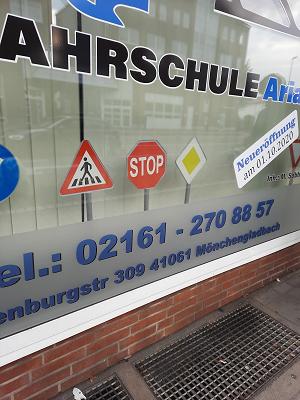 AHRSCHULE Aria
STOP
Neueröffnung
am 01.10.2020
el.: 02161 - 270 88 57
enburgstr 309 41061 Mönchengladbach